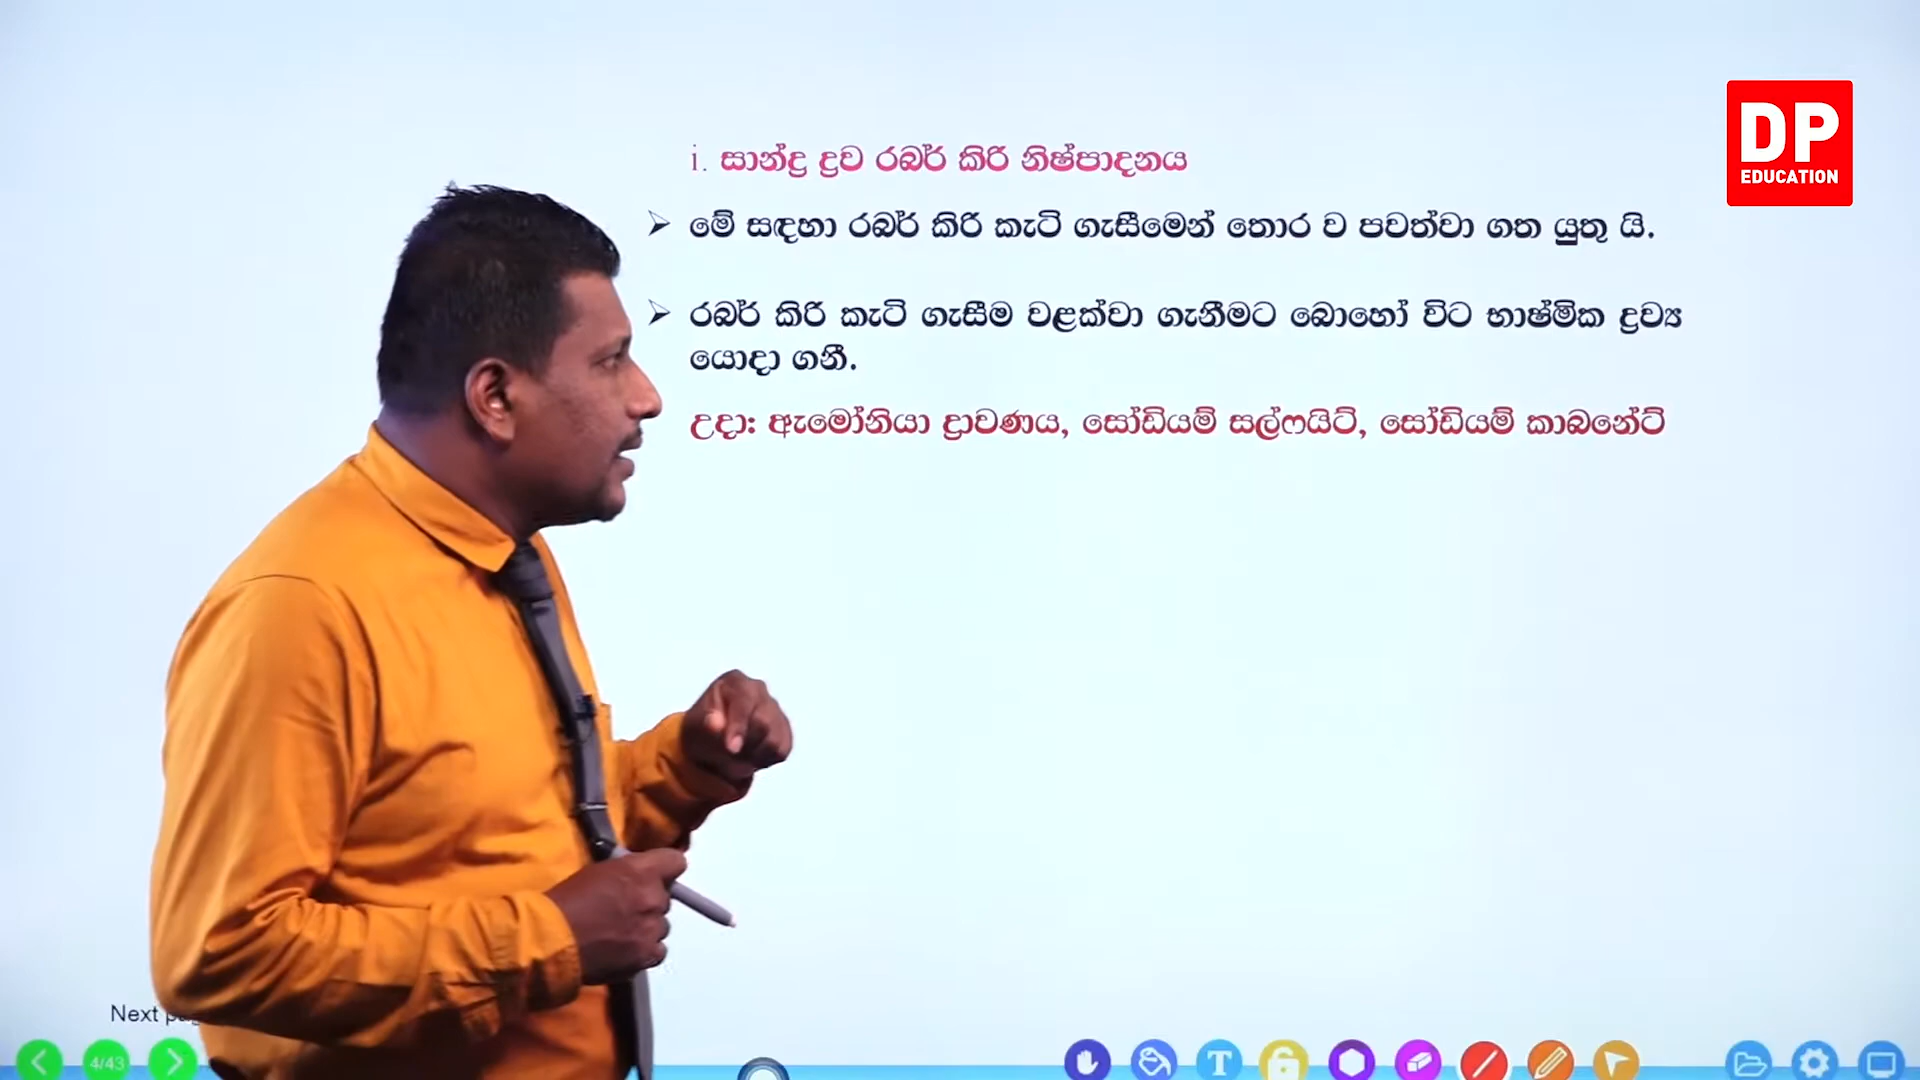 DP
EDUCATION
i. සාන්ද්‍ර ද්‍රව රබර් කිරි නිෂ්පාදනය
➢ මේ සඳහා රබර් කිරි කැටි ගැසීමෙන් තොර ව පවත්වා ගත යුතු යි.
➢ රබර් කිරි කැටි ගැසීම වළක්වා ගැනීමට බොහෝ විට භාෂ්මික ද්‍රව්‍ය
යොදා ගනී.
උදා: ඇමෝනියා ද්‍රාවණය, සෝඩියම් සල්ෆයිට්, සෝඩියම් කාබනේට්
Next
4/43
T